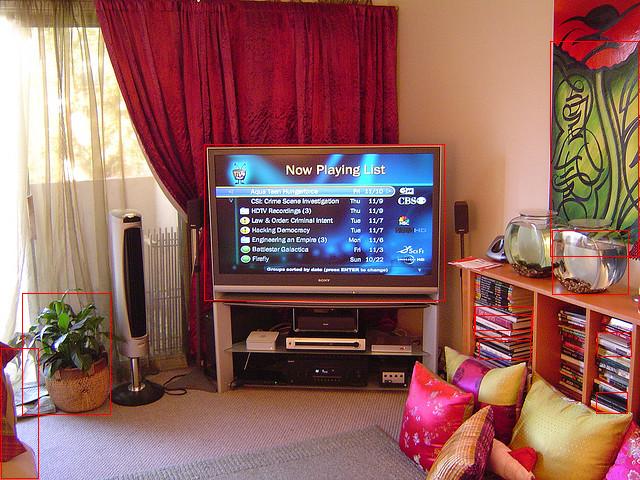 Now Playing List
Aqua Teen Hungerforce Fri 11/10
CSI: Crime Scene Investigation Thu 11/9 CBS
HDTV Recordings (3) Thu 11/9
Law & Order: Criminal Intent Tue 11/7
Hacking Democracy Tue 11/7
Engineering an Empire (3) Mon 11/6
Battlestar Galactica Fri 11/3 SciFi
Firefly Sun 10/22
Groups sorted by date (press ENTER to change)
SONY